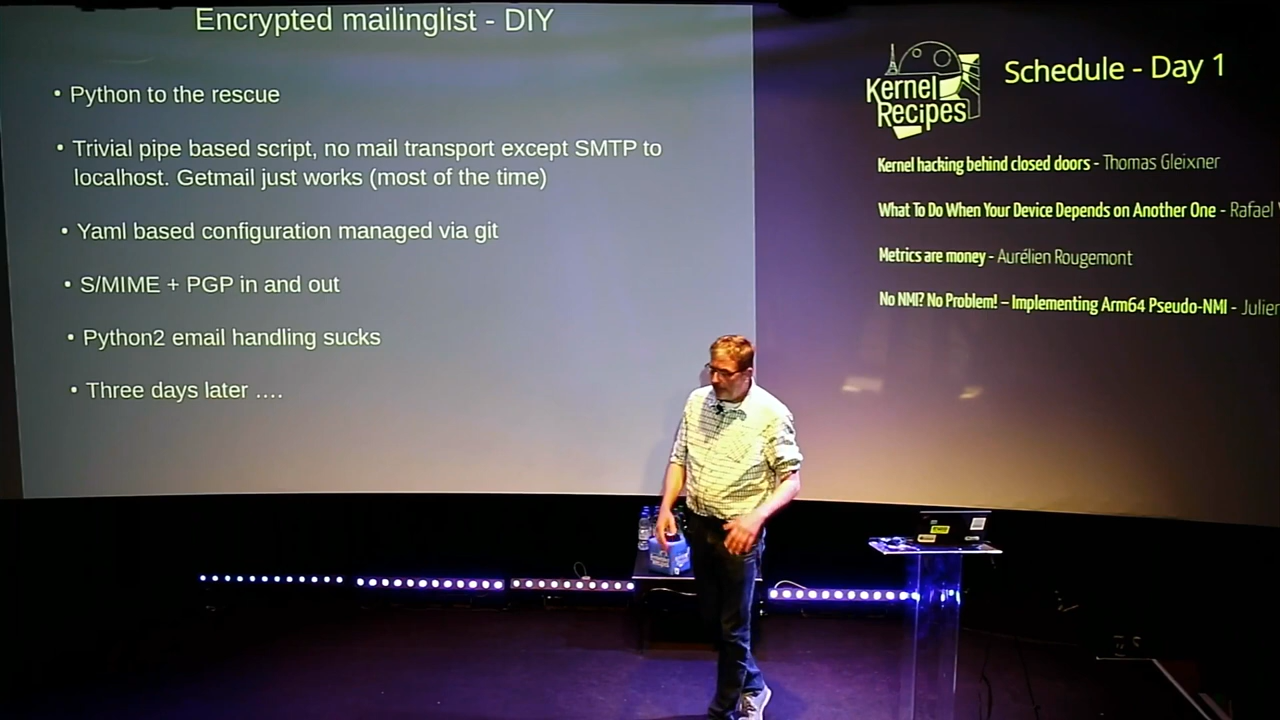 Encrypted mailinglist - DIY
• Python to the rescue
• Trivial pipe based script, no mail transport except SMTP to
localhost. Getmail just works (most of the time)
• Yaml based configuration managed via git
• S/MIME + PGP in and out
• Python2 email handling sucks
• Three days later ....
Kernel
Recipes
Schedule - Day 1
Kernel hacking behind closed doors - Thomas Gleixner
What To Do When Your Device Depends on Another One - Rafael
Metrics are money - Aurélien Rougemont
No NMI? No Problem! – Implementing Arm64 Pseudo-NMI - Julien